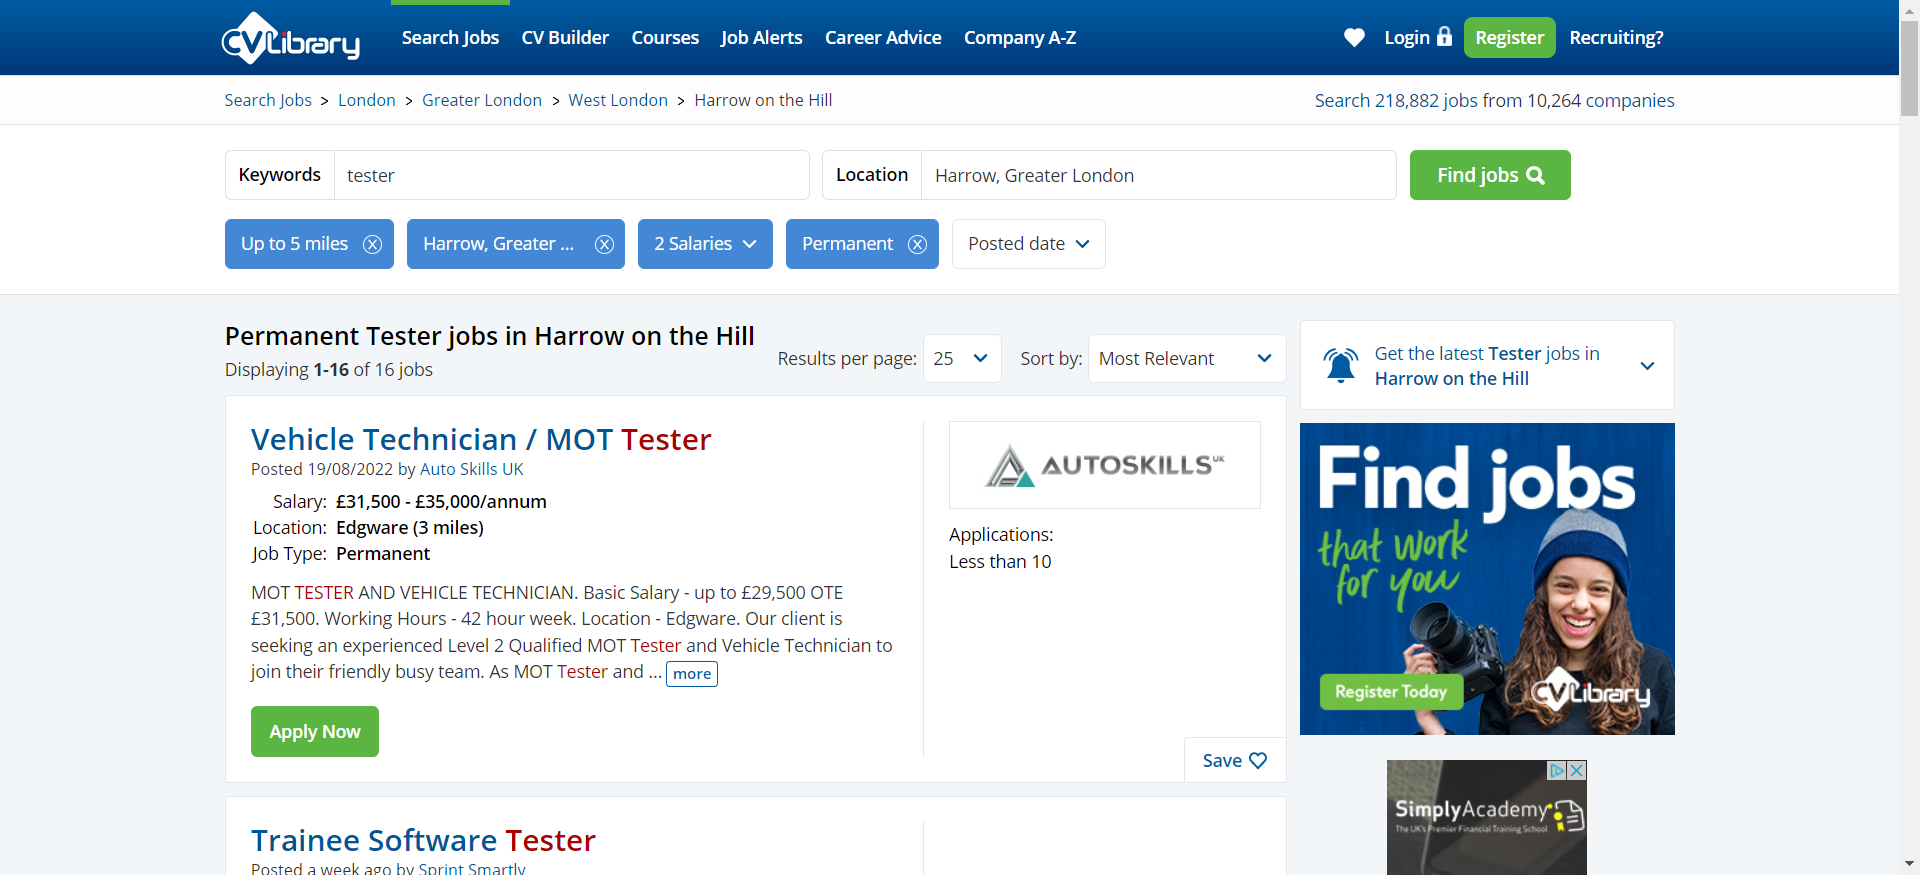 CVLibrary
Search Jobs CV Builder Courses Job Alerts Career Advice Company A-Z
Login Register Recruiting?
Search Jobs > London > Greater London > West London > Harrow on the Hill
Search 218,882 jobs from 10,264 companies
Keywords tester
Location Harrow, Greater London
Find jobs
Up to 5 miles Harrow, Greater ... 2 Salaries Permanent Posted date
Permanent Tester jobs in Harrow on the Hill
Displaying 1-16 of 16 jobs
Results per page: 25 Sort by: Most Relevant
Vehicle Technician / MOT Tester
Posted 19/08/2022 by Auto Skills UK
Salary: £31,500 - £35,000/annum
Location: Edgware (3 miles)
Job Type: Permanent
MOT TESTER AND VEHICLE TECHNICIAN. Basic Salary - up to £29,500 OTE
£31,500. Working Hours - 42 hour week. Location - Edgware. Our client is
seeking an experienced Level 2 Qualified MOT Tester and Vehicle Technician to
join their friendly busy team. As MOT Tester and ... more
Apply Now
AUTOSKILLS UK
Applications:
Less than 10
Save
Trainee Software Tester
Posted a week ago by Sprint Smartly
Get the latest Tester jobs in
Harrow on the Hill
Find jobs
that work
for you
Register Today
CVLibrary
SimplyAcademy
The UK's Premier Financial Training School